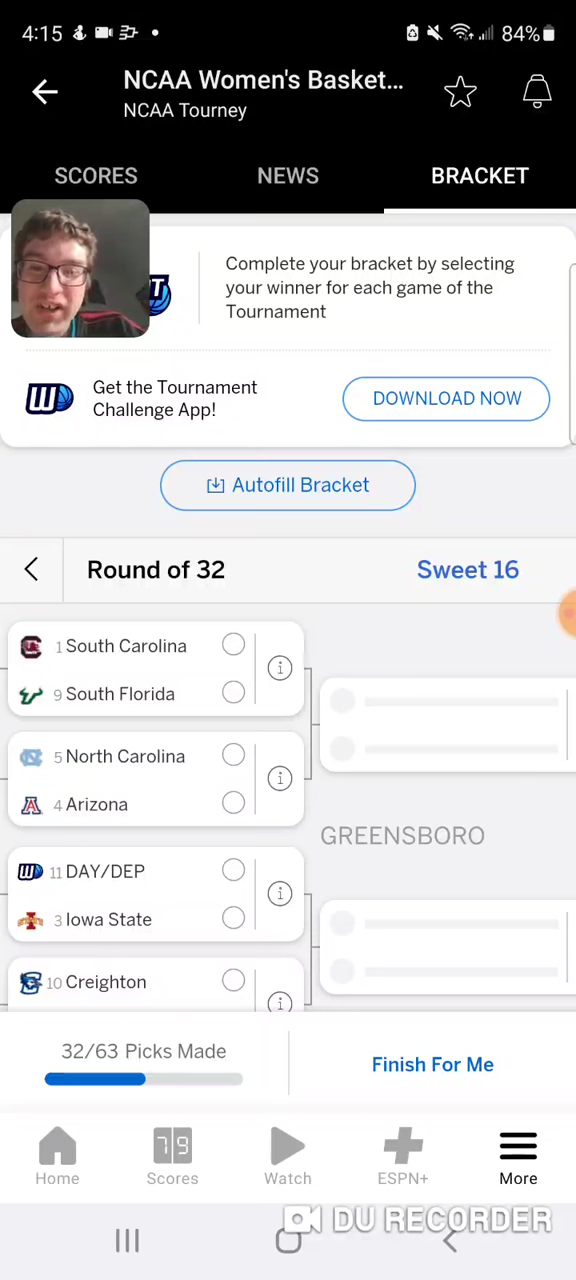 4:15
84%
NCAA Women's Basket...
NCAA Tourney
SCORES
NEWS
BRACKET
T
Complete your bracket by selecting
your winner for each game of the
Tournament
W
Get the Tournament
Challenge App!
DOWNLOAD NOW
Autofill Bracket
Round of 32
Sweet 16
1 South Carolina
9 South Florida
5 North Carolina
4 Arizona
GREENSBORO
11 DAY/DEP
3 Iowa State
10 Creighton
32/63 Picks Made
Finish For Me
79
Home
Scores
Watch
ESPN+
More
DU RECORDER